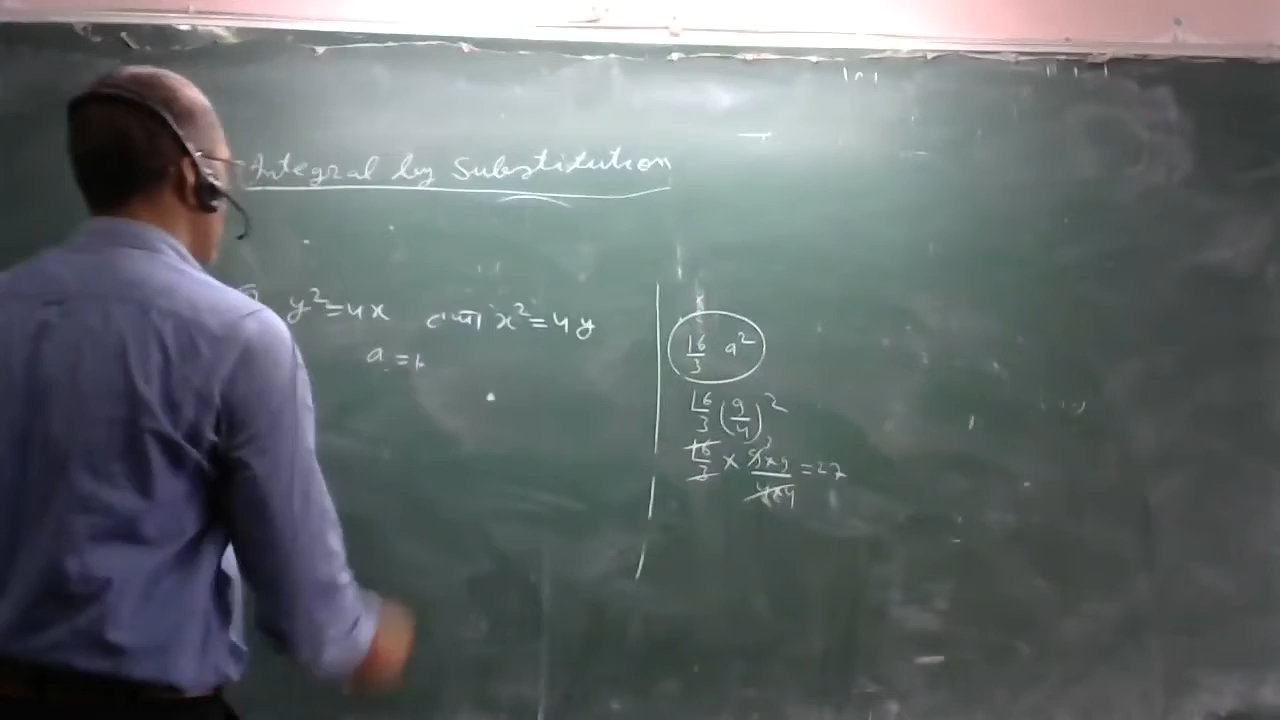 Integral by Substitution
y²=4x तथा x²=4y
a=1
16/3 a²
16/3 (9/4)²
16/3 × 9×9/4×4 = 27